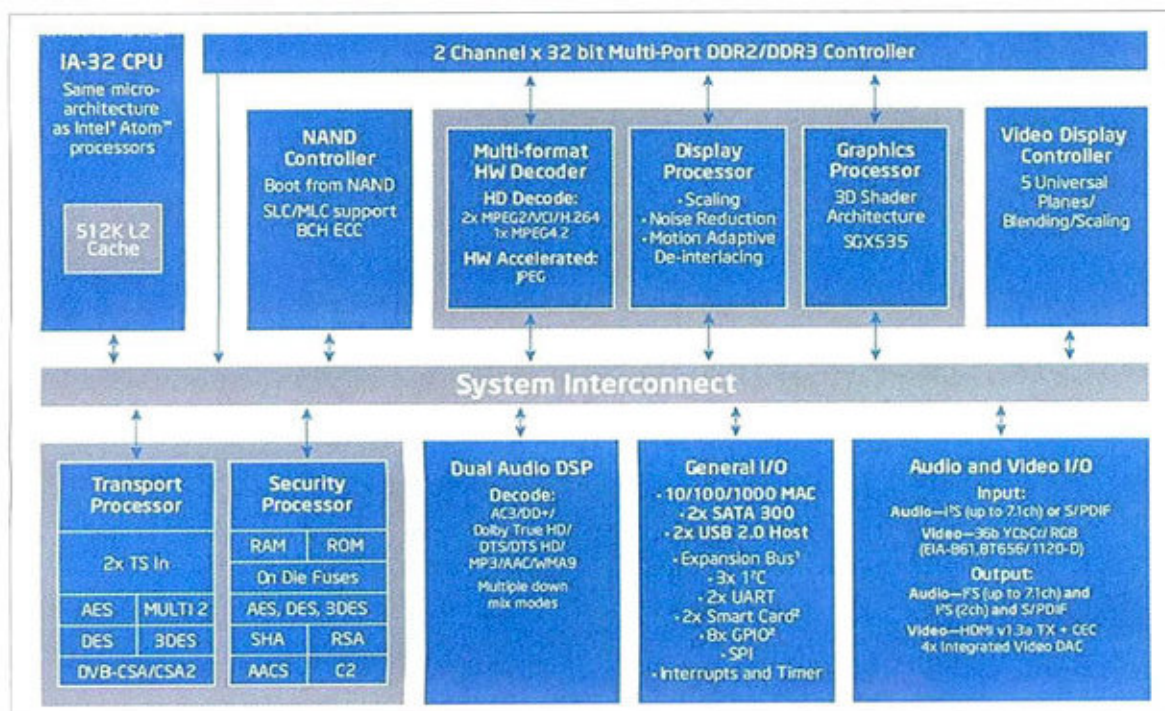 IA-32 CPU
Same micro-
architecture
as Intel® Atom™
processors
512K L2
Cache
2 Channel x 32 bit Multi-Port DDR2/DDR3 Controller
NAND
Controller
Boot from NAND
SLC/MLC support
BCH ECC
Multi-format
HW Decoder
HD Decode:
2x MPEG2/VC1/H.264
1x MPEG4.2
HW Accelerated:
JPEG
Display
Processor
• Scaling
• Noise Reduction
• Motion Adaptive
De-interlacing
Graphics
Processor
3D Shader
Architecture
SGX535
Video Display
Controller
5 Universal
Planes/
Blending/Scaling
System Interconnect
Transport
Processor
2x TS In
AES
MULTI 2
DES
3DES
DVB-CSA/CSA2
Security
Processor
RAM
ROM
On Die Fuses
AES, DES, 3DES
SHA
RSA
AACS
C2
Dual Audio DSP
Decode:
AC3/DD+/
Dolby True HD/
DTS/DTS HD/
MP3/AAC/WMA9
Multiple down
mix modes
General I/O
• 10/100/1000 MAC
• 2x SATA 300
• 2x USB 2.0 Host
• Expansion Bus¹
• 3x I²C
• 2x UART
• 2x Smart Card²
• 8x GPIO²
• SPI
• Interrupts and Timer
Audio and Video I/O
Input:
Audio—I²S (up to 7.1ch) or S/PDIF
Video—36b YCbCr/ RGB
(EIA-861,BT656/ 1120-D)
Output:
Audio—I²S (up to 7.1ch) and
I²S (2ch) and S/PDIF
Video—HDMI v1.3a TX + CEC
4x Integrated Video DAC